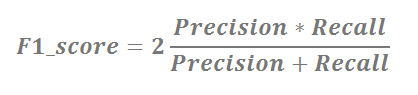 F1_score = 2 Precision * Recall
Precision + Recall